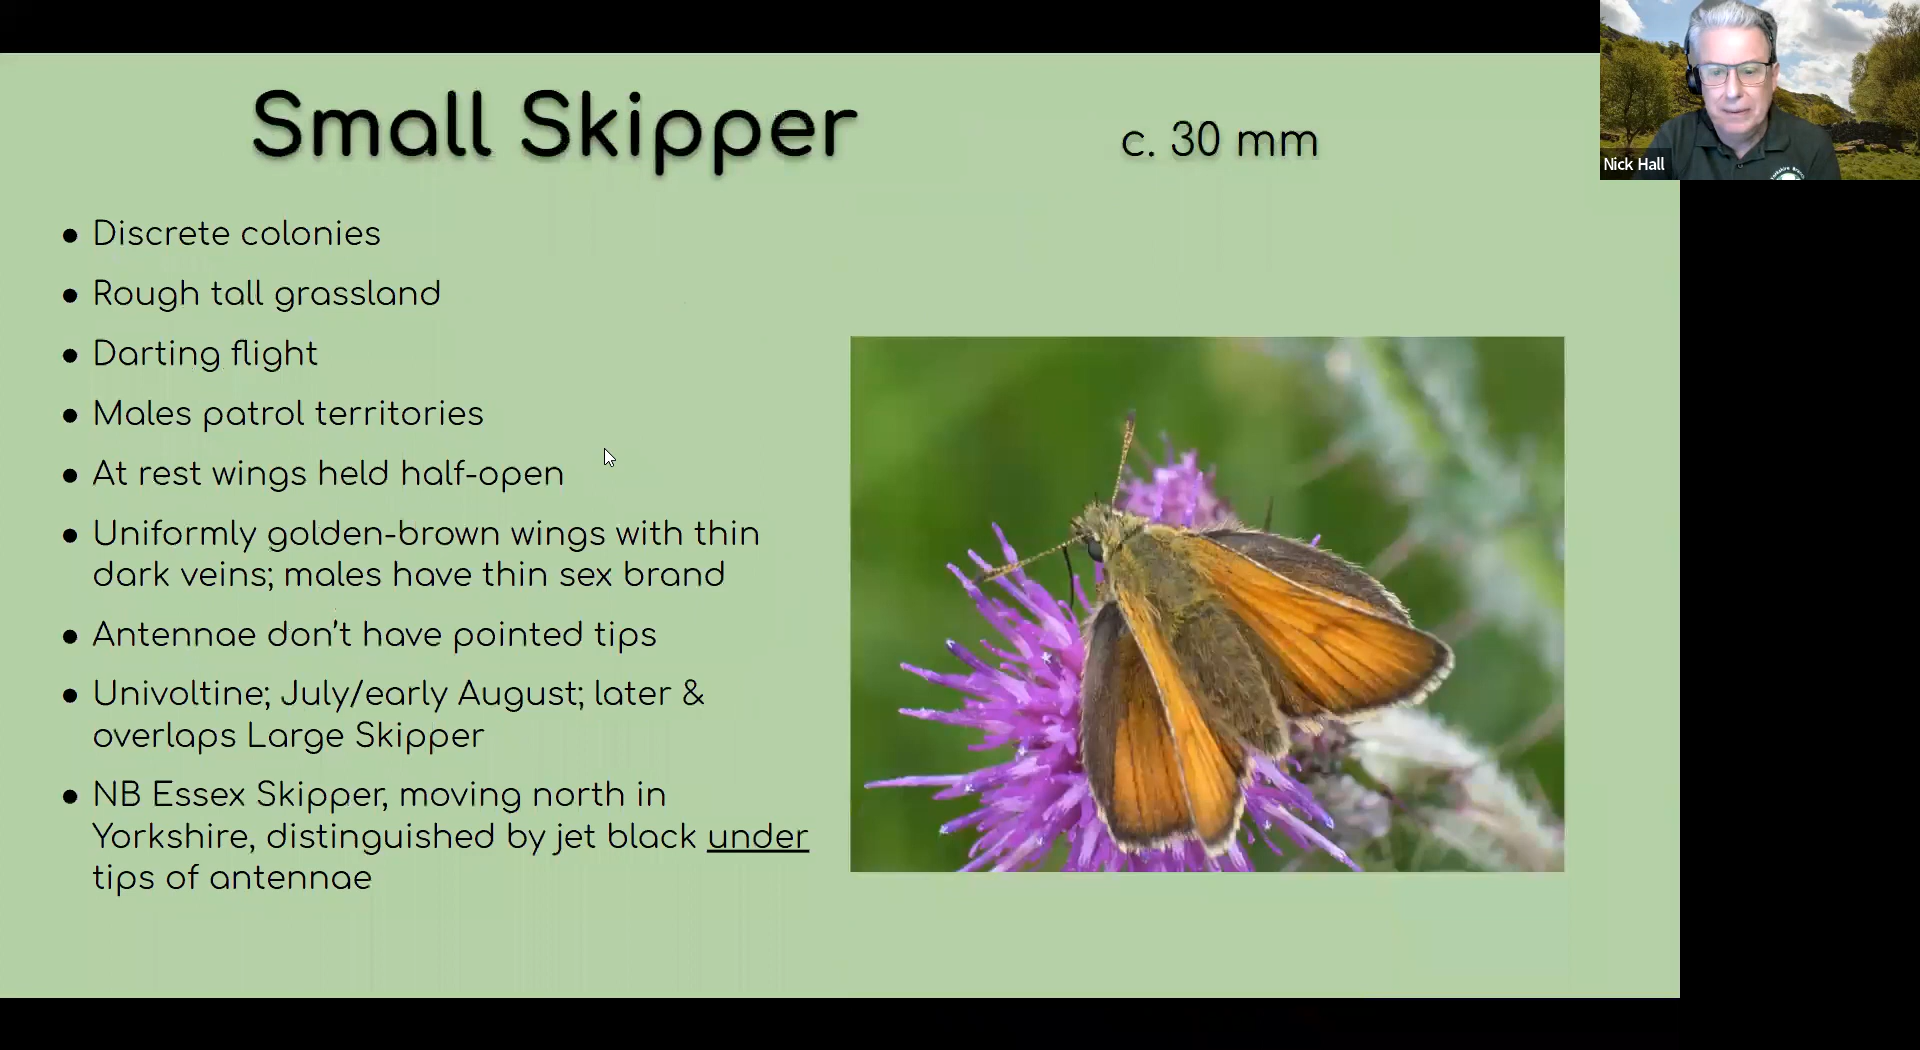 Small Skipper
c. 30 mm
● Discrete colonies
● Rough tall grassland
● Darting flight
● Males patrol territories
● At rest wings held half-open
● Uniformly golden-brown wings with thin
dark veins; males have thin sex brand
● Antennae don't have pointed tips
● Univoltine; July/early August; later &
overlaps Large Skipper
● NB Essex Skipper, moving north in
Yorkshire, distinguished by jet black under
tips of antennae
Nick Hall